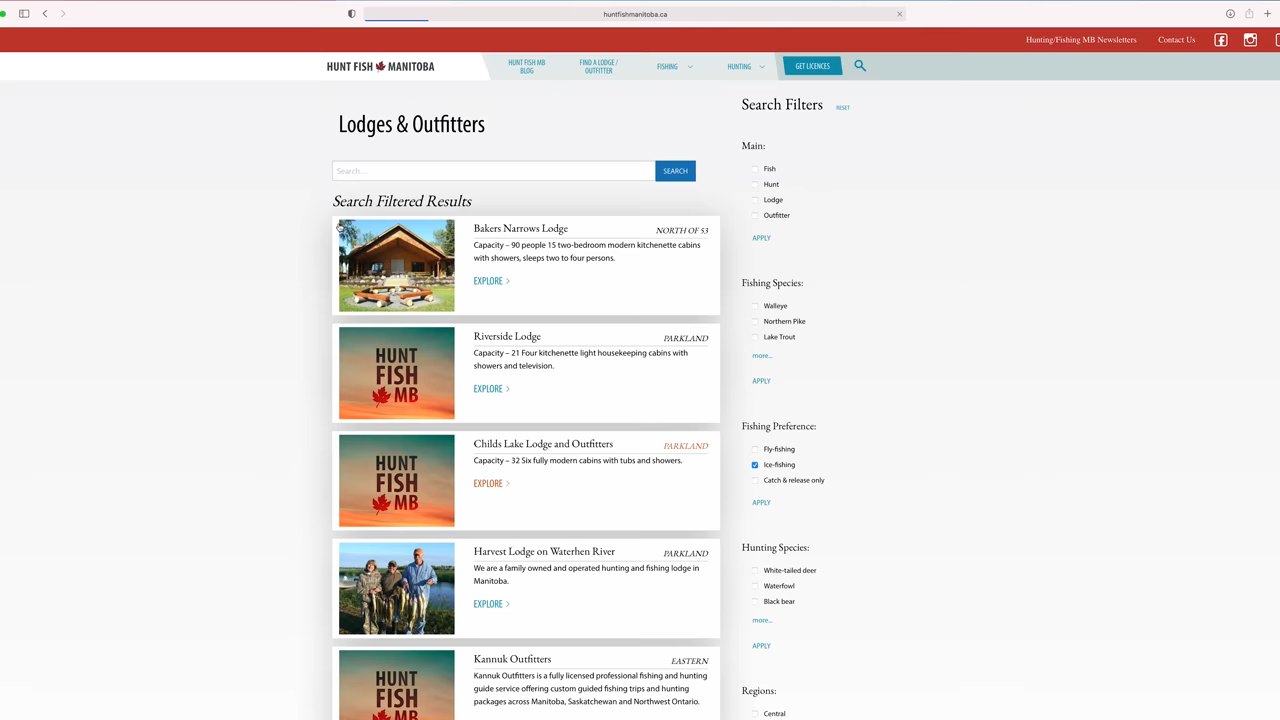 huntfishmanitoba.ca
Hunting/Fishing MB Newsletters
Contact Us
HUNT FISH MANITOBA
HUNT FISH MB
BLOG
FIND A LODGE /
OUTFITTER
FISHING
HUNTING
GET LICENCES
Lodges & Outfitters
Search...
SEARCH
Search Filtered Results
Bakers Narrows Lodge
NORTH OF 53
Capacity – 90 people 15 two-bedroom modern kitchenette cabins
with showers, sleeps two to four persons.
EXPLORE
HUNT
FISH
MB
Riverside Lodge
PARKLAND
Capacity – 21 Four kitchenette light housekeeping cabins with
showers and television.
EXPLORE
HUNT
FISH
MB
Childs Lake Lodge and Outfitters
PARKLAND
Capacity – 32 Six fully modern cabins with tubs and showers.
EXPLORE
Harvest Lodge on Waterhen River
PARKLAND
We are a family owned and operated hunting and fishing lodge in
Manitoba.
EXPLORE
HUNT
FISH
Kannuk Outfitters
EASTERN
Kannuk Outfitters is a licensed professional fishing and hunting
guide service offering custom guided fishing trips and hunting
packages across Manitoba, Saskatchewan and Northwest Ontario.
Search Filters
RESET
Main:
Fish
Hunt
Lodge
Outfitter
APPLY
Fishing Species:
Walleye
Northern Pike
Lake Trout
more...
APPLY
Fishing Preference:
Fly-fishing
Ice-fishing
Catch & release only
APPLY
Hunting Species:
White-tailed deer
Waterfowl
Black bear
more...
APPLY
Regions:
Central